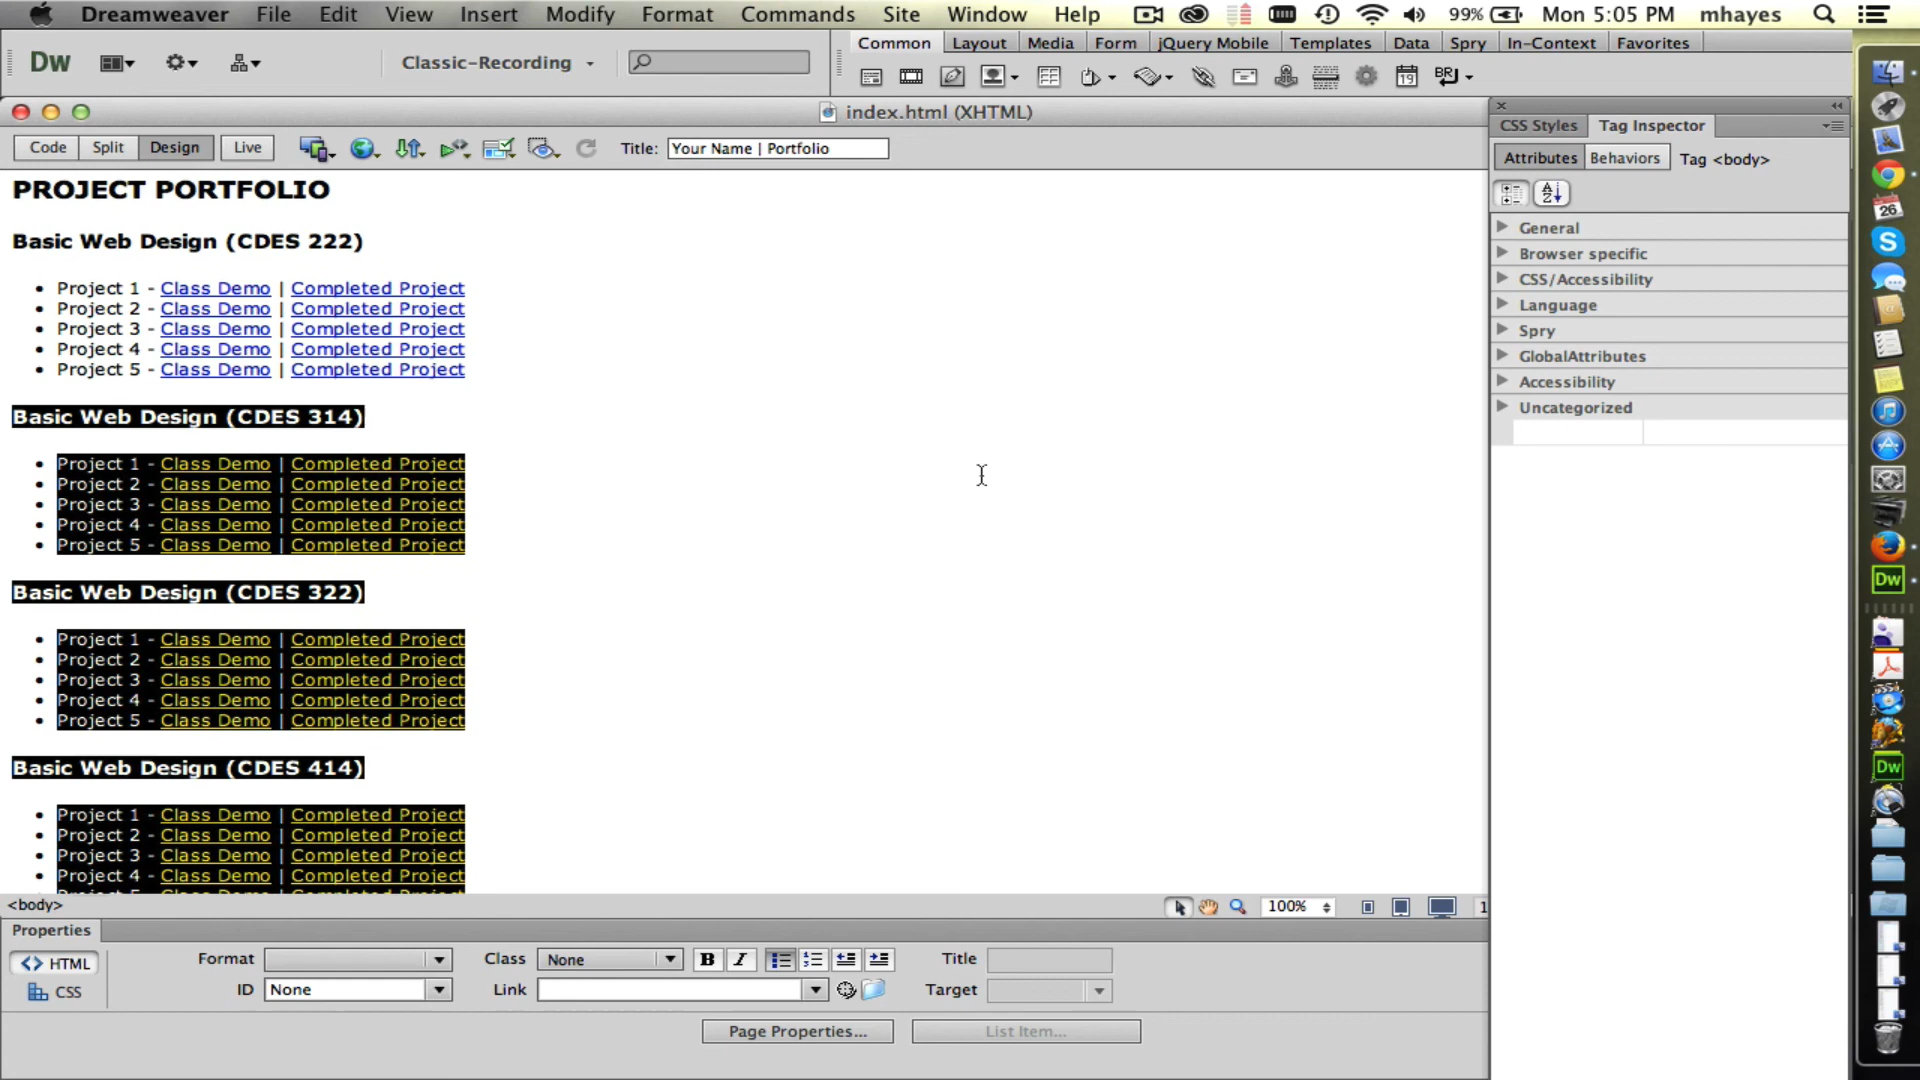 Dreamweaver File Edit View Insert Modify Format Commands Site Window Help 99% Mon 5:05 PM mhayes
Dw Classic-Recording
Common Layout Media Form jQuery Mobile Templates Data Spry In-Context Favorites
19 BRJ
index.html (XHTML)
Code Split Design Live Title: Your Name | Portfolio
CSS Styles Tag Inspector
Attributes Behaviors Tag <body>
General
Browser specific
CSS/Accessibility
Language
Spry
GlobalAttributes
Accessibility
Uncategorized
PROJECT PORTFOLIO
Basic Web Design (CDES 222)
• Project 1 - Class Demo | Completed Project
• Project 2 - Class Demo | Completed Project
• Project 3 - Class Demo | Completed Project
• Project 4 - Class Demo | Completed Project
• Project 5 - Class Demo | Completed Project
Basic Web Design (CDES 314)
• Project 1 - Class Demo | Completed Project
• Project 2 - Class Demo | Completed Project
• Project 3 - Class Demo | Completed Project
• Project 4 - Class Demo | Completed Project
• Project 5 - Class Demo | Completed Project
Basic Web Design (CDES 322)
• Project 1 - Class Demo | Completed Project
• Project 2 - Class Demo | Completed Project
• Project 3 - Class Demo | Completed Project
• Project 4 - Class Demo | Completed Project
• Project 5 - Class Demo | Completed Project
Basic Web Design (CDES 414)
• Project 1 - Class Demo | Completed Project
• Project 2 - Class Demo | Completed Project
• Project 3 - Class Demo | Completed Project
• Project 4 - Class Demo | Completed Project
<body> 100% 1
Properties
<> HTML Format Class None B I Title
CSS ID None Link Target
Page Properties... List Item...
26
S
Dw
Dw